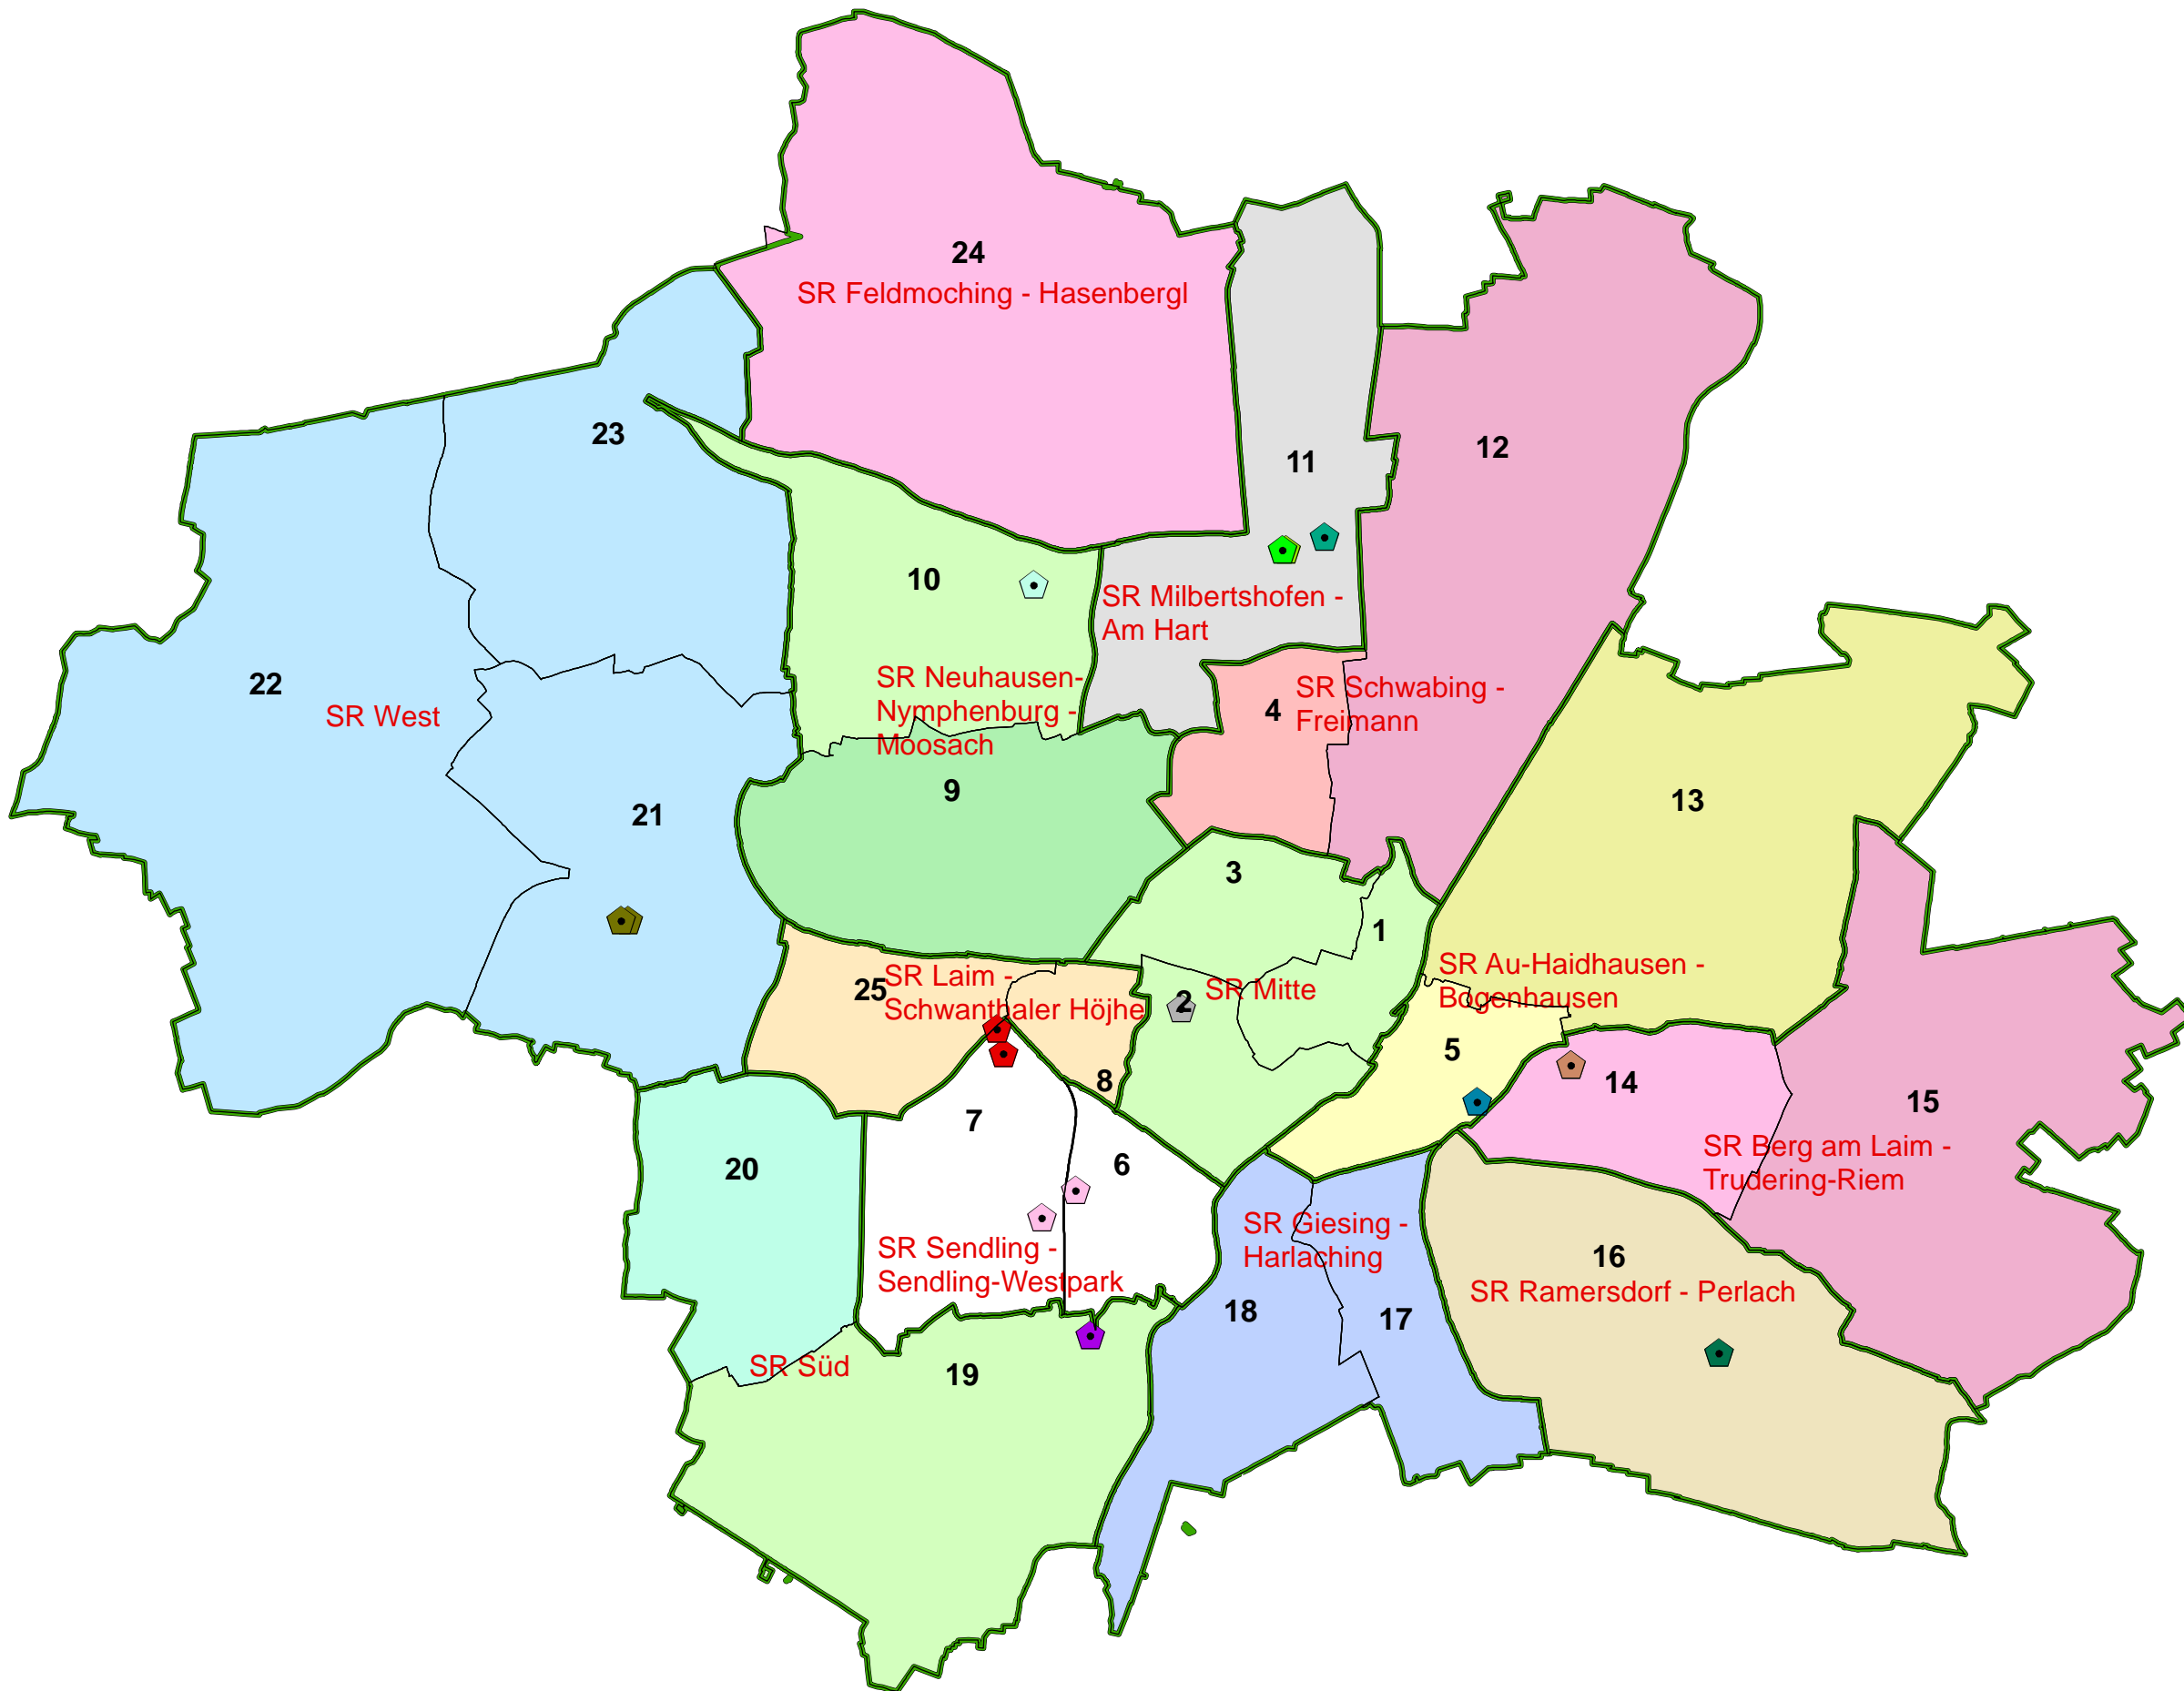 24
SR Feldmoching - Hasenbergl
23
12
11
10
SR Milbertshofen -
Am Hart
22
SR West
SR Neuhausen-
Nymphenburg -
Moosach
4
SR Schwabing -
Freimann
9
13
21
3
1
25
SR Laim -
Schwanthaler Höjhe
2
SR Mitte
SR Au-Haidhausen -
Bogenhausen
5
8
14
15
7
6
20
SR Berg am Laim -
Trudering-Riem
SR Sendling -
Sendling-Westpark
SR Giesing -
Harlaching
16
SR Ramersdorf - Perlach
18
17
SR Süd
19